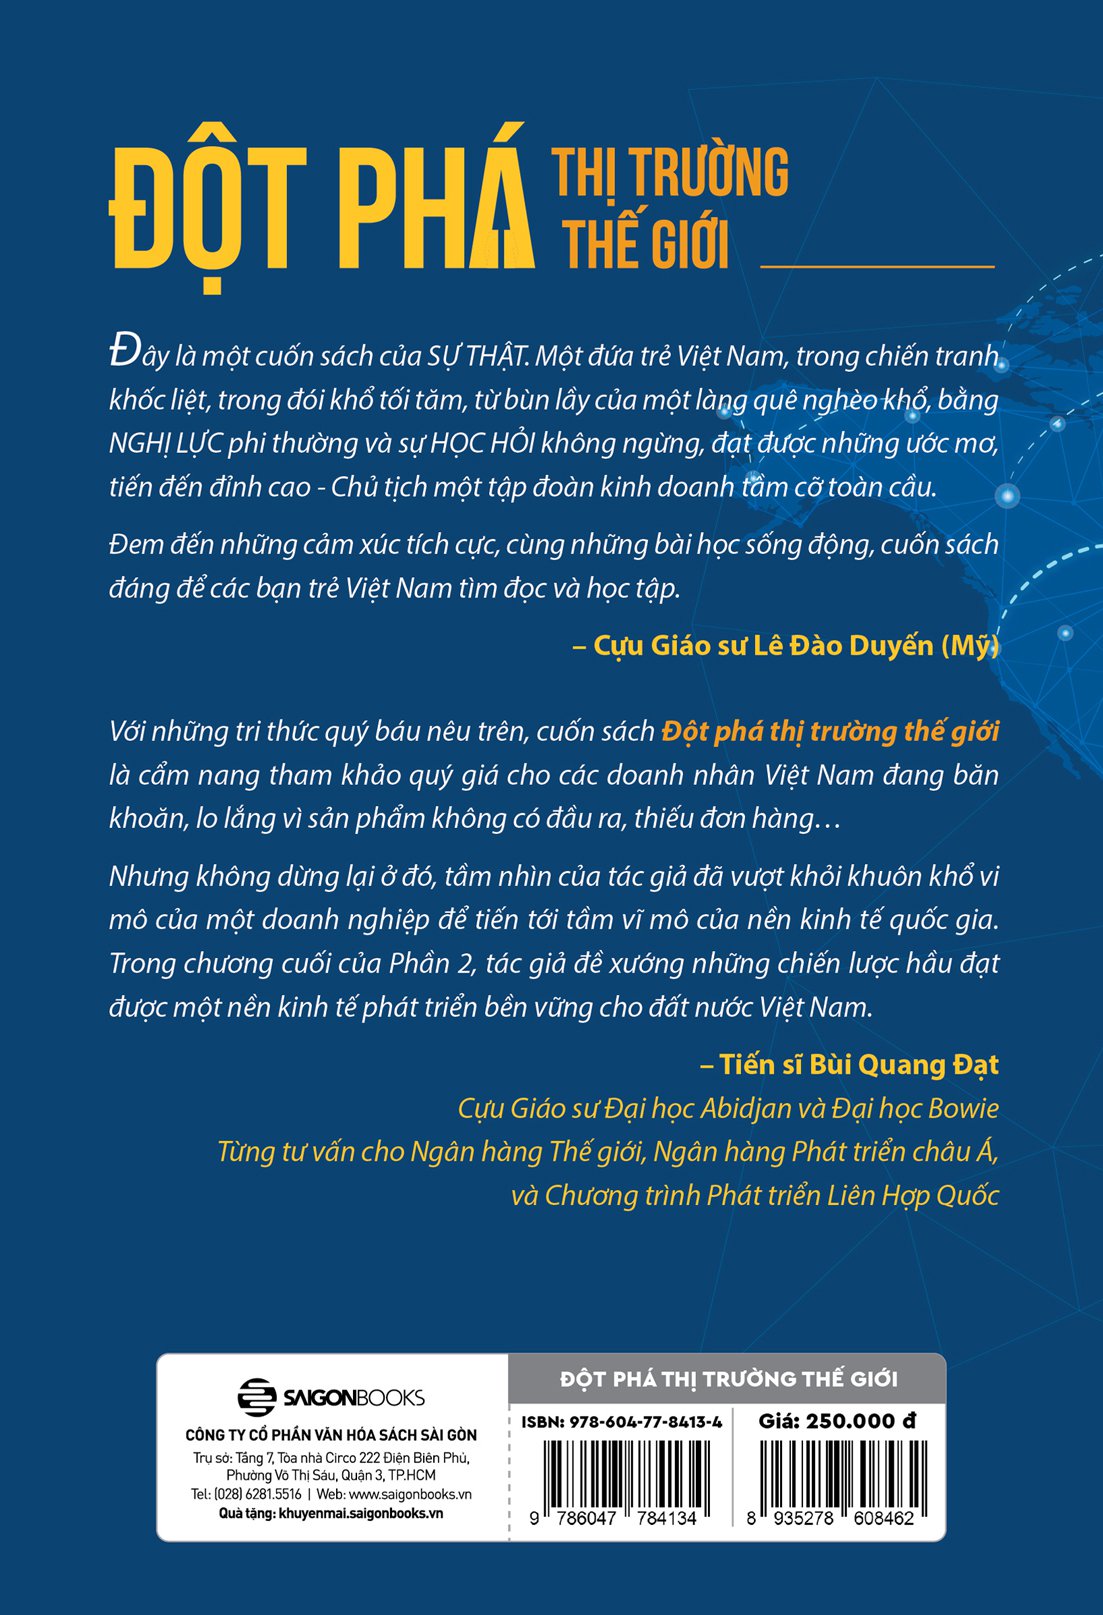 ĐỘT PHÁ THỊ TRƯỜNG
THẾ GIỚI
Đây là một cuốn sách của SỰ THẬT. Một đứa trẻ Việt Nam, trong chiến tranh
khốc liệt, trong đói khổ tối tăm, từ bùn lầy của một làng quê nghèo khổ, bằng
NGHỊ LỰC phi thường và sự HỌC HỎI không ngừng, đạt được những ước mơ,
tiến đến đỉnh cao - Chủ tịch một tập đoàn kinh doanh tầm cỡ toàn cầu.
Đem đến những cảm xúc tích cực, cùng những bài học sống động, cuốn sách
đáng để các bạn trẻ Việt Nam tìm đọc và học tập.
– Cựu Giáo sư Lê Đào Duyến (Mỹ)
Với những tri thức quý báu nêu trên, cuốn sách Đột phá thị trường thế giới
là cẩm nang tham khảo quý giá cho các doanh nhân Việt Nam đang băn
khoăn, lo lắng vì sản phẩm không có đầu ra, thiếu đơn hàng…
Nhưng không dừng lại ở đó, tầm nhìn của tác giả đã vượt khỏi khuôn khổ vi
mô của một doanh nghiệp để tiến tới tầm vĩ mô của nền kinh tế quốc gia.
Trong chương cuối của Phần 2, tác giả đề xướng những chiến lược hầu đạt
được một nền kinh tế phát triển bền vững cho đất nước Việt Nam.
– Tiến sĩ Bùi Quang Đạt
Cựu Giáo sư Đại học Abidjan và Đại học Bowie
Từng tư vấn cho Ngân hàng Thế giới, Ngân hàng Phát triển châu Á,
và Chương trình Phát triển Liên Hợp Quốc
SAIGONBOOKS
CÔNG TY CỔ PHẦN VĂN HÓA SÁCH SÀI GÒN
Trụ sở: Tầng 7, Tòa nhà Circo 222 Điện Biên Phủ,
Phường Võ Thị Sáu, Quận 3, TP.HCM
Tel: (028) 6281.5516 | Web: www.saigonbooks.vn
Quà tặng: khuyenmai.saigonbooks.vn
ĐỘT PHÁ THỊ TRƯỜNG THẾ GIỚI
ISBN: 978-604-77-8413-4
9 786047 784134
Giá: 250.000 đ
8 935278 608462